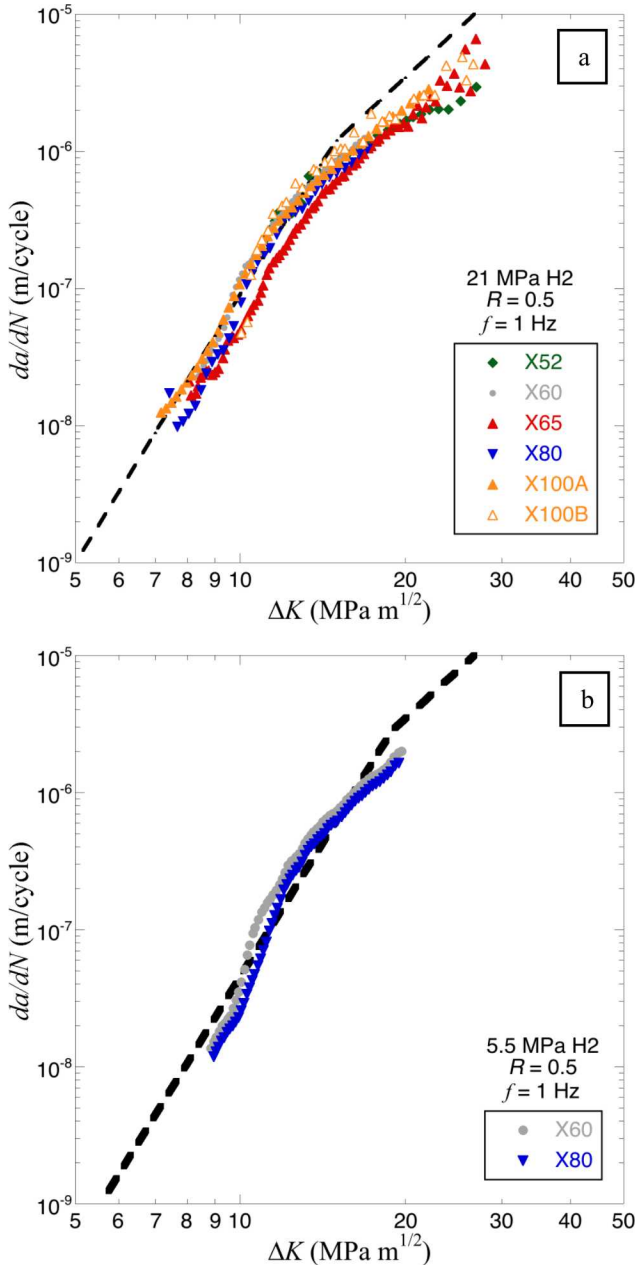 10⁻⁵
a
10⁻⁶
da/dN (m/cycle)
10⁻⁷
21 MPa H2
R = 0.5
f = 1 Hz
X52
X60
10⁻⁸
X65
X80
X100A
X100B
10⁻⁹
5 6 7 8 9 10 20 30 40 50
ΔK (MPa m^1/2)
10⁻⁵
b
10⁻⁶
da/dN (m/cycle)
10⁻⁷
10⁻⁸
5.5 MPa H2
R = 0.5
f = 1 Hz
X60
X80
10⁻⁹
5 6 7 8 9 10 20 30 40 50
ΔK (MPa m^1/2)